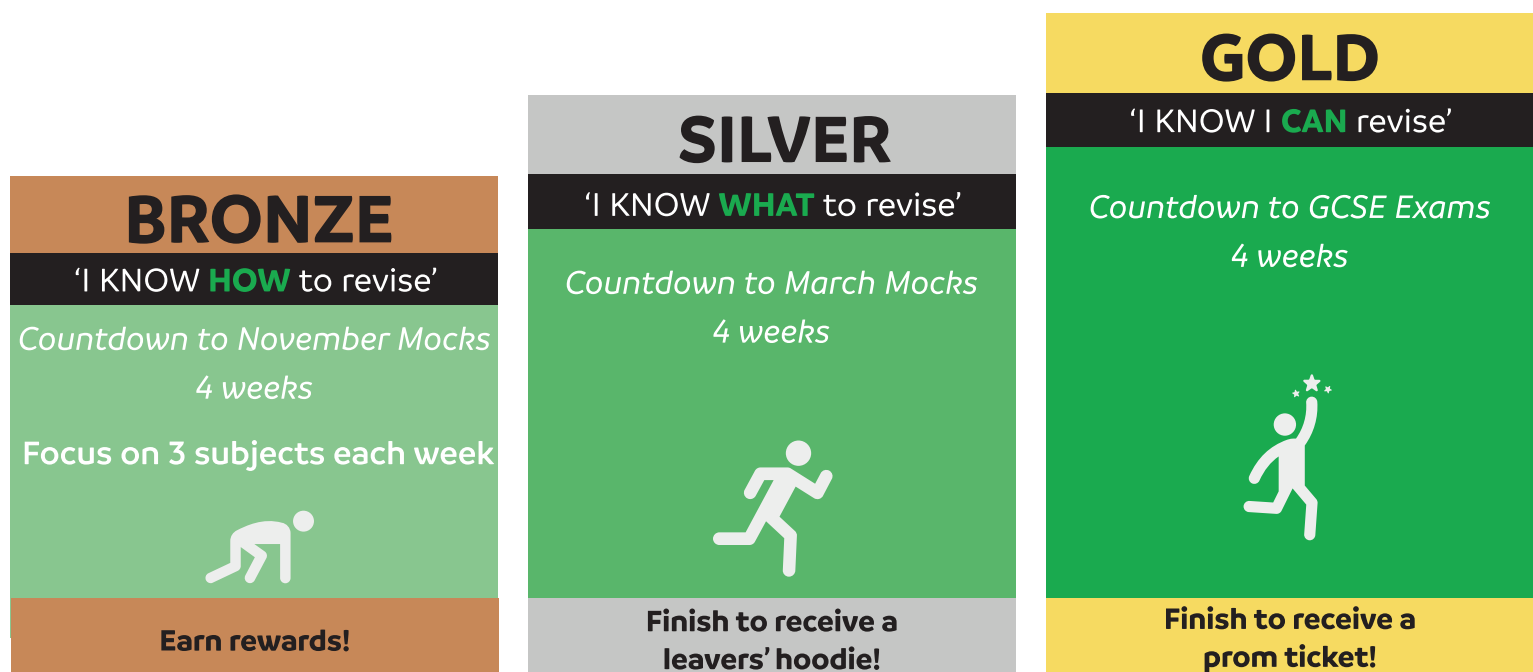 BRONZE
‘I KNOW HOW to revise’
Countdown to November Mocks
4 weeks
Focus on 3 subjects each week
Earn rewards!
SILVER
‘I KNOW WHAT to revise’
Countdown to March Mocks
4 weeks
Finish to receive a
leavers’ hoodie!
GOLD
‘I KNOW I CAN revise’
Countdown to GCSE Exams
4 weeks
Finish to receive a
prom ticket!